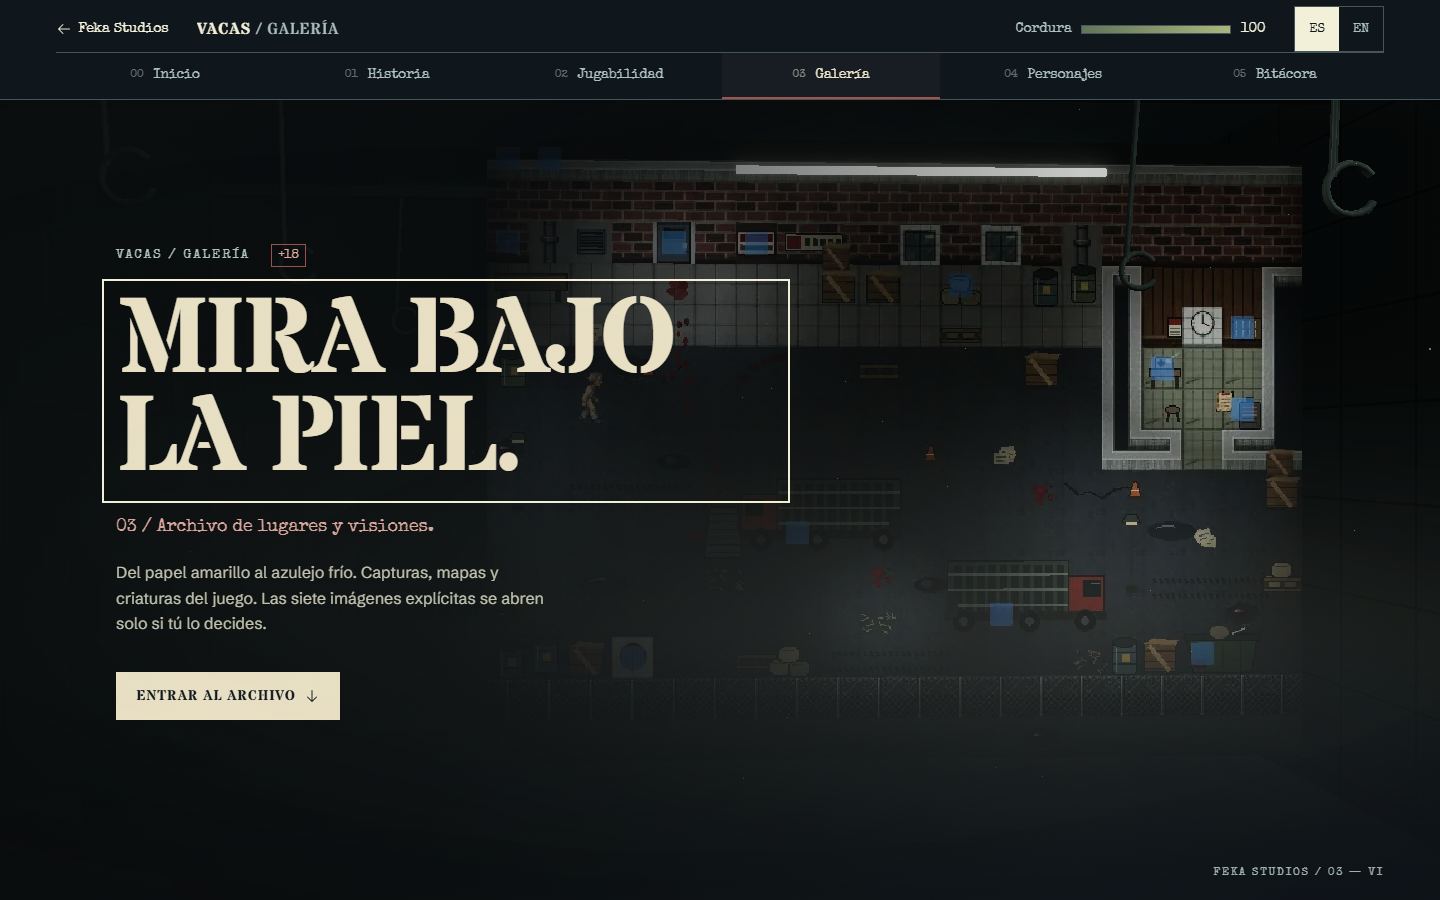 ← Feka Studios
VACAS / GALERÍA
Cordura 100
ES EN
00 Inicio
01 Historia
02 Jugabilidad
03 Galería
04 Personajes
05 Bitácora
VACAS / GALERÍA +18
MIRA BAJO
LA PIEL.
03 / Archivo de lugares y visiones.
Del papel amarillo al azulejo frío. Capturas, mapas y
criaturas del juego. Las siete imágenes explícitas se abren
solo si tú lo decides.
ENTRAR AL ARCHIVO ↓
FEKA STUDIOS / 03 — VI